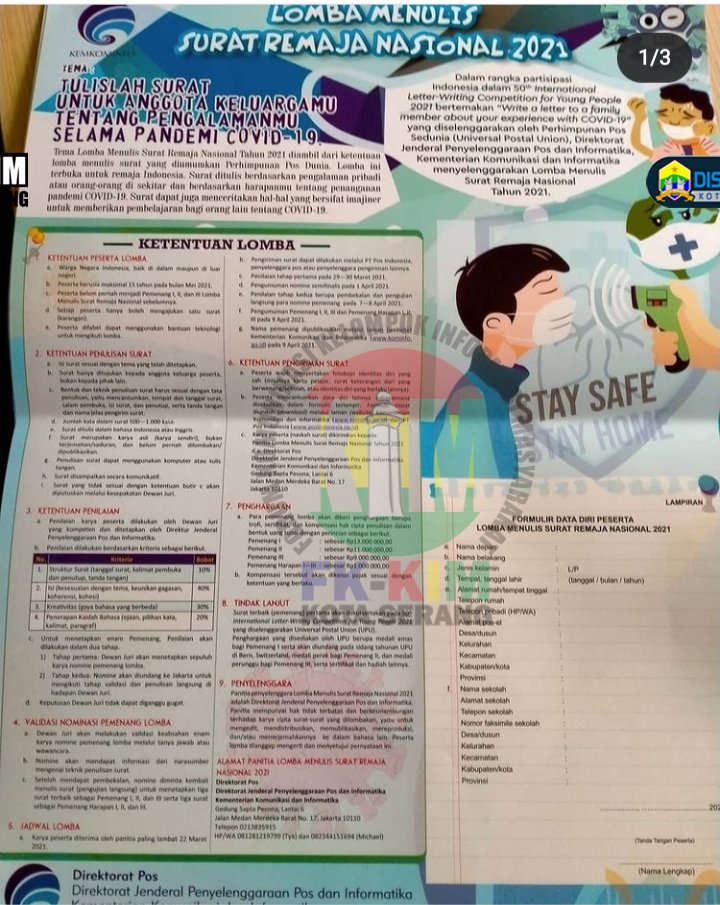 LOMBA MENULIS
SURAT REMAJA NASIONAL 2021
1/3
KEMKOMINFO
TEMA:
TULISLAH SURAT
UNTUK ANGGOTA KELUARGAMU
TENTANG PENGALAMANMU
SELAMA PANDEMI COVID-19.
Tema Lomba Menulis Surat Remaja Nasional Tahun 2021 diambil dari ketentuan
lomba menulis surat yang diumumkan Perhimpunan Pos Dunia. Lomba ini
terbuka untuk remaja Indonesia. Surat ditulis berdasarkan pengalaman pribadi
atau orang-orang di sekitar dan berdasarkan harapanmu tentang penanganan
pandemi COVID-19. Surat dapat juga menceritakan hal-hal yang bersifat imajiner
untuk memberikan pembelajaran bagi orang lain tentang COVID-19.
Dalam rangka partisipasi
Indonesia dalam 50th International
Letter-Writing Competition for Young People
2021 bertemakan "Write a letter to a family
member about your experience with COVID-19"
yang diselenggarakan oleh Perhimpunan Pos
Sedunia (Universal Postal Union), Direktorat
Jenderal Penyelenggaraan Pos dan Informatika,
Kementerian Komunikasi dan Informatika
menyelenggarakan Lomba Menulis
Surat Remaja Nasional
Tahun 2021.
DIS
KOT
KETENTUAN LOMBA
KETENTUAN PESERTA LOMBA
a. Warga Negara Indonesia, baik di dalam maupun di luar
negeri.
b. Peserta berusia maksimal 15 tahun pada bulan Mei 2021.
c. Peserta belum pernah menjadi Pemenang I, II, dan III Lomba
Menulis Surat Remaja Nasional sebelumnya.
d. Setiap peserta hanya boleh mengajukan satu surat
(karangan).
e. Peserta difabel dapat menggunakan bantuan teknologi
untuk mengikuti lomba.
2. KETENTUAN PENULISAN SURAT
a. Isi surat sesuai dengan tema yang telah ditetapkan.
b. Surat harus ditujukan kepada anggota keluarga peserta,
bukan kepada pihak lain.
c. Bentuk dan teknik penulisan surat harus sesuai dengan tata
penulisan, yaitu mencantumkan, tempat dan tanggal surat,
salam pembuka, isi surat, dan penutup, serta tanda tangan
dan nama jelas pengirim surat.
d. Jumlah kata dalam surat 500—1.000 kata.
e. Surat ditulis dalam bahasa Indonesia atau Inggris.
f. Surat merupakan karya asli (karya sendiri), bukan
terjemahan/saduran, dan belum pernah dilombakan/
dipublikasikan.
g. Penulisan surat dapat menggunakan komputer atau tulis
tangan.
h. Surat disampaikan secara komunikatif.
i. Surat yang tidak sesuai dengan ketentuan butir c akan
diputuskan melalui kesepakatan Dewan Juri.
3. KETENTUAN PENILAIAN
a. Penilaian karya peserta dilakukan oleh Dewan Juri
yang kompeten dan ditetapkan oleh Direktur Jenderal
Penyelenggaraan Pos dan Informatika.
b. Penilaian dilakukan berdasarkan kriteria sebagai berikut.
No. Kriteria Bobot
1. Struktur Surat (tanggal surat, kalimat pembuka
dan penutup, tanda tangan) 10%
2. Isi (kesesuaian dengan tema, keunikan gagasan,
koherensi, kohesi) 40%
3. Kreativitas (gaya bahasa yang berbeda) 30%
4. Penerapan Kaidah Bahasa (ejaan, pilihan kata,
kalimat, paragraf) 20%
c. Untuk menetapkan enam Pemenang, Penilaian akan
dilakukan dalam dua tahap.
1) Tahap pertama: Dewan Juri akan menetapkan sepuluh
karya nomine pemenang lomba.
2) Tahap kedua: Nomine akan diundang ke Jakarta untuk
mengikuti tahap validasi dan penulisan langsung di
hadapan Dewan Juri.
d. Keputusan Dewan Juri tidak dapat diganggu gugat.
4. VALIDASI NOMINASI PEMENANG LOMBA
a. Dewan Juri akan melakukan validasi keabsahan enam
karya nomine pemenang lomba melalui tanya jawab atau
wawancara.
b. Nomine akan mendapat informasi dari narasumber
mengenai teknik penulisan surat.
c. Setelah mendapat pembekalan, nomine diminta kembali
menulis surat (pengujian langsung) untuk menetapkan tiga
surat terbaik sebagai Pemenang I, II, dan III serta tiga surat
sebagai Pemenang Harapan I, II, dan III.
5. JADWAL LOMBA
a. Karya peserta diterima oleh panitia paling lambat 22 Maret
2021.
b. Pengiriman surat dapat dilakukan melalui PT Pos Indonesia,
penyelenggara pos atau penyelenggara pengiriman lainnya.
c. Penilaian tahap pertama pada 29—30 Maret 2021.
d. Pengumuman nomine semifinalis pada 1 April 2021.
e. Penilaian tahap kedua berupa pembekalan dan pengujian
langsung para nomine pemenang pada 7—8 April 2021.
f. Pengumuman Pemenang I, II, III dan Pemenang Harapan I, II,
III pada 9 April 2021.
g. Nama pemenang dipublikasikan melalui
Kementerian Komunikasi
pada 9 April 2021.
6. KETENTUAN PENGIRIMAN SURAT
a. Peserta wajib menyertakan fotokopi identitas diri yang
sah (misalnya kartu pelajar, surat keterangan dari yang
berwenang/sekolah, atau identitas diri yang berlaku lainnya).
b. Peserta mencantumkan data diri lainnya yang
disediakan dalam formulir terlampir
diunduh (download) melalui laman
Komunikasi dan Informatika
Pos Indonesia
c. Karya peserta (naskah surat) dikirimkan kepada:
Panitia Lomba Menulis Surat Remaja Nasional Tahun 2021
d.a. Direktorat Pos
Direktorat Jenderal Penyelenggaraan Pos dan Informatika
Kementerian Komunikasi dan Informatika
Gedung Sapta Pesona, Lantai 6
Jalan Medan Merdeka Barat No. 17
Jakarta 10110
7. PENGHARGAAN
a. Para pemenang lomba akan diberi penghargaan berupa
trofi, sertifikat, dan kompensasi hak cipta penulisan dalam
bentuk uang tunai dengan perincian sebagai berikut.
Pemenang I : sebesar Rp13.000.000,00
Pemenang II : sebesar Rp11.000.000,00
Pemenang III : sebesar Rp9.000.000,00
Pemenang Harapan
b. Kompensasi tersebut akan dikenai pajak sesuai dengan
ketentuan yang berlaku.
8. TINDAK LANJUT
Surat terbaik (pemenang) pertama akan diikutsertakan pada 50th
International Letter-Writing Competition for Young People 2021
yang diselenggarakan Universal Postal Union (UPU).
Penghargaan yang disediakan oleh UPU berupa medali emas
bagi Pemenang I serta akan diundang pada sidang tahunan UPU
di Bern, Switzerland, medali perak bagi Pemenang II, dan medali
perunggu bagi Pemenang III, serta sertifikat dan hadiah lainnya.
9. PENYELENGGARA
Panitia penyelenggara Lomba Menulis Surat Remaja Nasional 2021
adalah Direktorat Jenderal Penyelenggaraan Pos dan Informatika.
Panitia mempunyai hak tidak terbatas dan berkesinambungan
terhadap karya cipta surat-surat yang dilombakan, yaitu untuk
mengedit, mendistribusikan, memublikasikan, mereproduksi,
dan/atau menerjemahkannya ke dalam bahasa lain. Peserta
lomba dianggap mengerti dan menyetujui pernyataan ini.
ALAMAT PANITIA LOMBA MENULIS SURAT REMAJA
NASIONAL 2021
Direktorat Pos
Direktorat Jenderal Penyelenggaraan Pos dan Informatika
Kementerian Komunikasi dan Informatika
Gedung Sapta Pesona, Lantai 6
Jalan Medan Merdeka Barat No. 17, Jakarta 10110
Telepon 0213835915
HP/WA 081281219799 (Tya) dan 082344151694 (Michael)
STAY SAFE
STAY HOME
KIM
FK-KIM
KOTA SERANG
LAMPIRAN
FORMULIR DATA DIRI PESERTA
LOMBA MENULIS SURAT REMAJA NASIONAL 2021
a. Nama depan :
b. Nama belakang :
c. Jenis kelamin : L/P
d. Tempat, tanggal lahir : (tanggal / bulan / tahun)
e. Alamat rumah/tempat tinggal :
Telepon rumah :
Telepon pribadi (HP/WA) :
Alamat pos-el :
Desa/dusun :
Kelurahan :
Kecamatan :
Kabupaten/kota :
Provinsi :
f. Nama sekolah :
Alamat sekolah :
Telepon sekolah :
Nomor faksimile sekolah :
Desa/dusun :
Kelurahan :
Kecamatan :
Kabupaten/kota :
Provinsi :
(Tanda Tangan Peserta)
(Nama Lengkap)
Direktorat Pos
Direktorat Jenderal Penyelenggaraan Pos dan Informatika